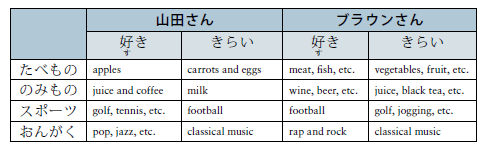 山田さん ブラウンさん
好き きらい 好き きらい
す す
たべもの apples carrots and eggs meat, fish, etc. vegetables, fruit, etc.
のみもの juice and coffee milk wine, beer, etc. juice, black tea, etc.
スポーツ golf, tennis, etc. football football golf, jogging, etc.
おんがく pop, jazz, etc. classical music rap and rock classical music